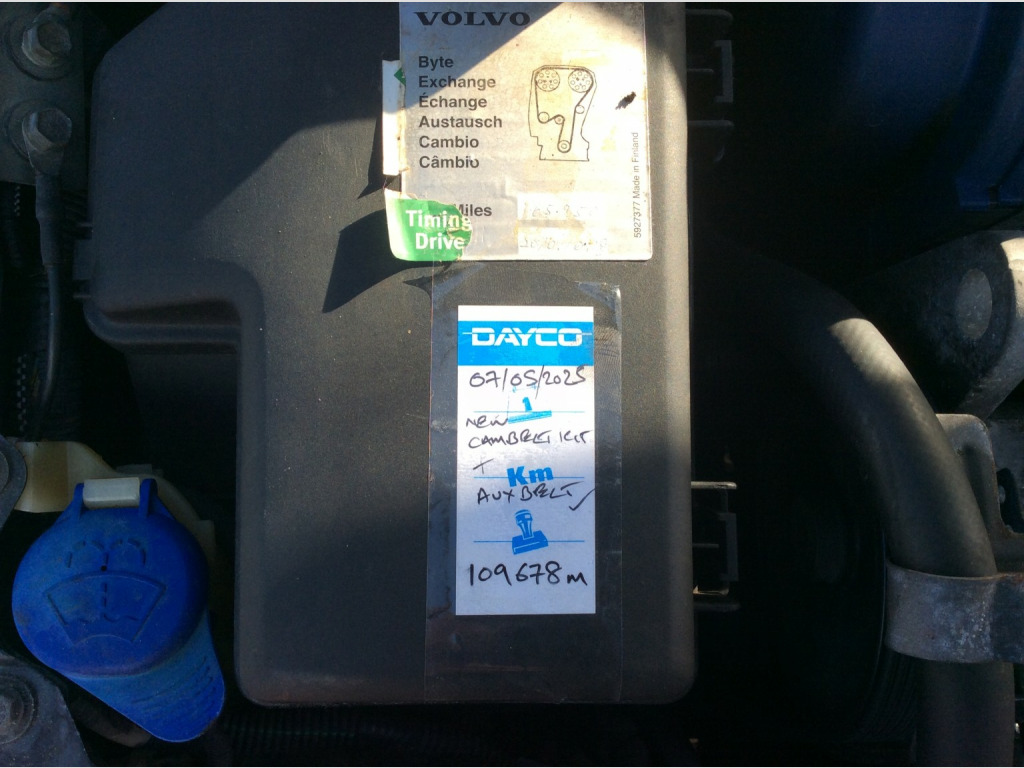 VOLVO
Byte
Exchange
Échange
Austausch
Cambio
Câmbio
Miles
Timing
Drive
5927377 Made in Finland
DAYCO
07/05/2025
1
NEW
CAMBELT KIT
+
Km
AUX BELT ✓
109678m